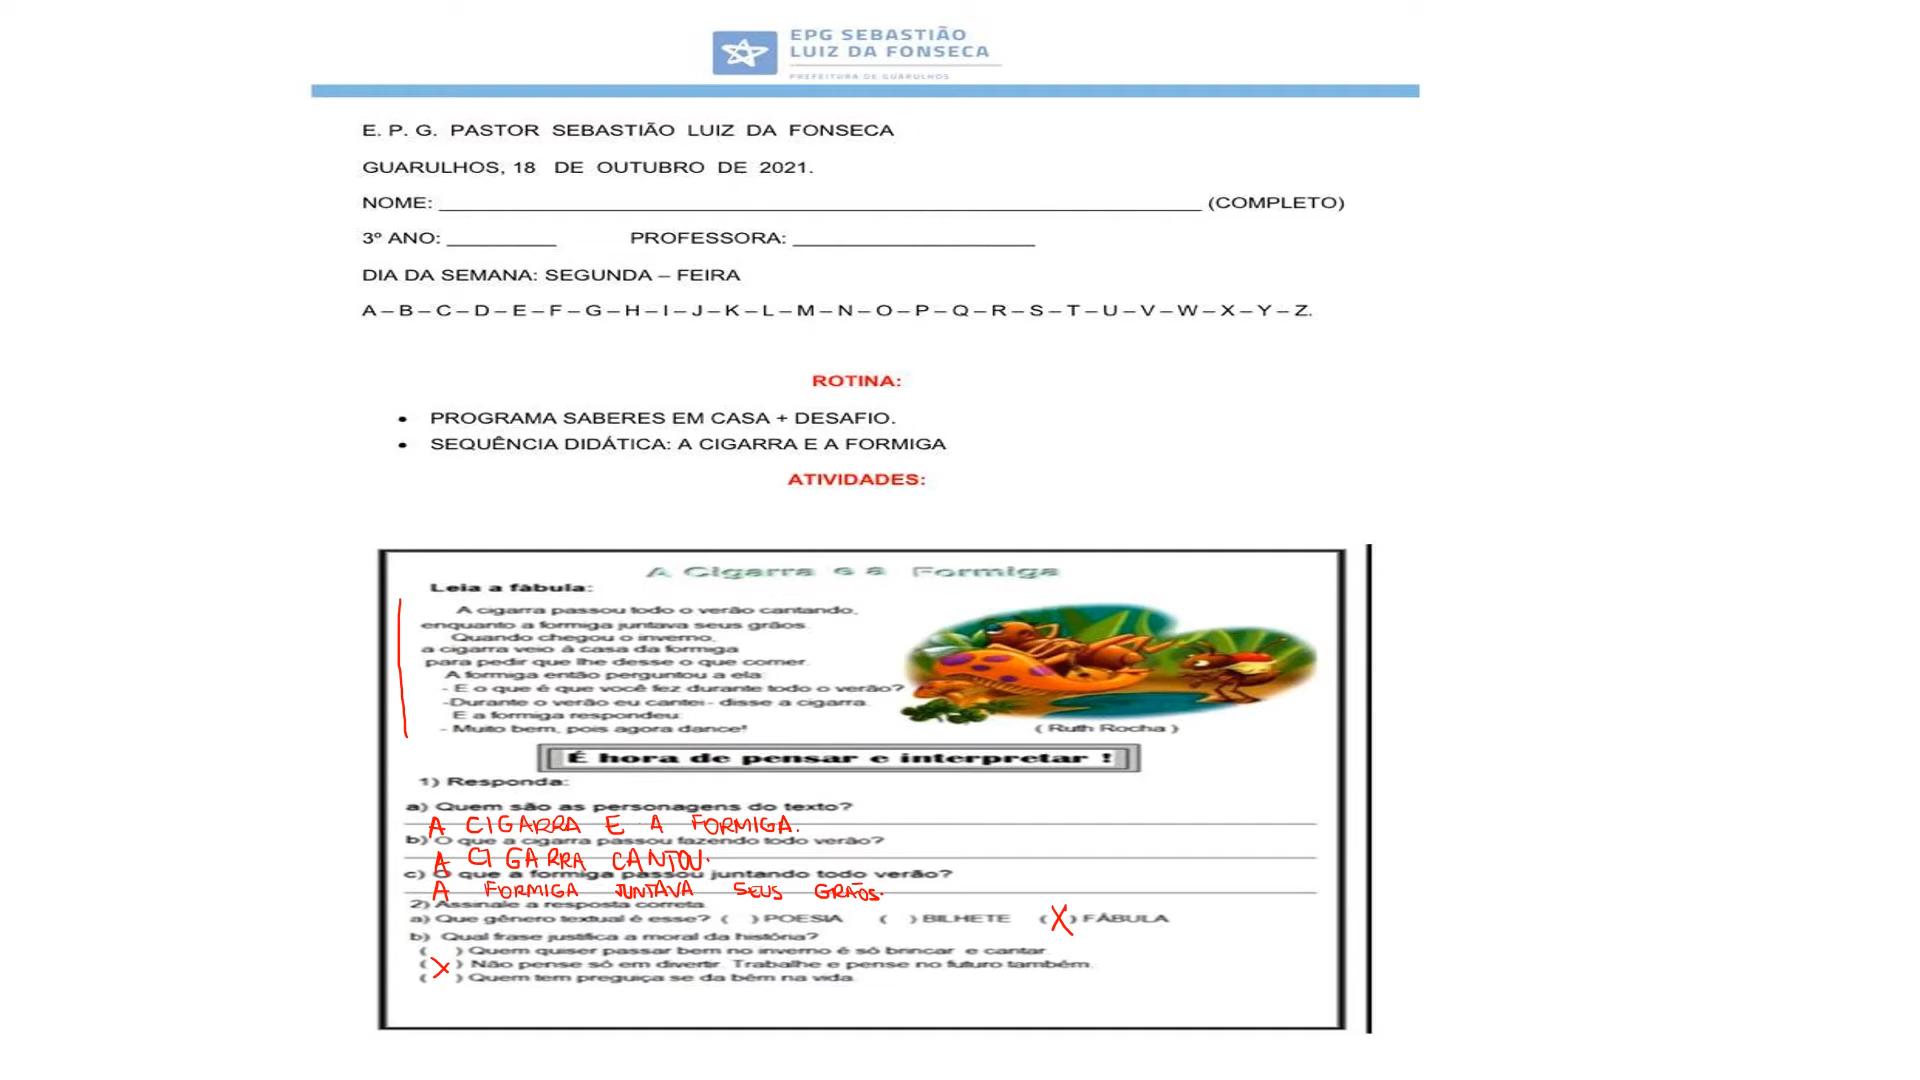 EPG SEBASTIÃO
LUIZ DA FONSECA
PREFEITURA DE GUARULHOS
E. P. G. PASTOR SEBASTIÃO LUIZ DA FONSECA
GUARULHOS, 18 DE OUTUBRO DE 2021.
NOME: ______________________ (COMPLETO)
3º ANO: _________ PROFESSORA: ____________________
DIA DA SEMANA: SEGUNDA – FEIRA
A – B – C – D – E – F – G – H – I – J – K – L – M – N – O – P – Q – R – S – T – U – V – W – X – Y – Z.
ROTINA:
• PROGRAMA SABERES EM CASA + DESAFIO.
• SEQUÊNCIA DIDÁTICA: A CIGARRA E A FORMIGA
ATIVIDADES:
A Cigarra e a Formiga
Leia a fábula:
A cigarra passou todo o verão cantando,
enquanto a formiga juntava seus grãos.
Quando chegou o inverno,
a cigarra veio à casa da formiga
para pedir que lhe desse o que comer.
A formiga então perguntou a ela:
- E o que é que você fez durante todo o verão?
-Durante o verão eu cantei - disse a cigarra.
E a formiga respondeu:
- Muito bem, pois agora dance!
( Ruth Rocha )
É hora de pensar e interpretar !
1) Responda:
a) Quem são as personagens do texto?
A CIGARRA E A FORMIGA.
b) O que a cigarra passou fazendo todo verão?
A CIGARRA CANTOU.
c) O que a formiga passou juntando todo verão?
A FORMIGA JUNTAVA SEUS GRÃOS.
2) Assinale a resposta correta
a) Que gênero textual é esse? ( ) POESIA ( ) BILHETE (X) FÁBULA
b) Qual frase justifica a moral da história?
( ) Quem quiser passar bem no inverno é só brincar e cantar
(X) Não pense só em divertir. Trabalhe e pense no futuro também.
( ) Quem tem preguiça se da bém na vida.